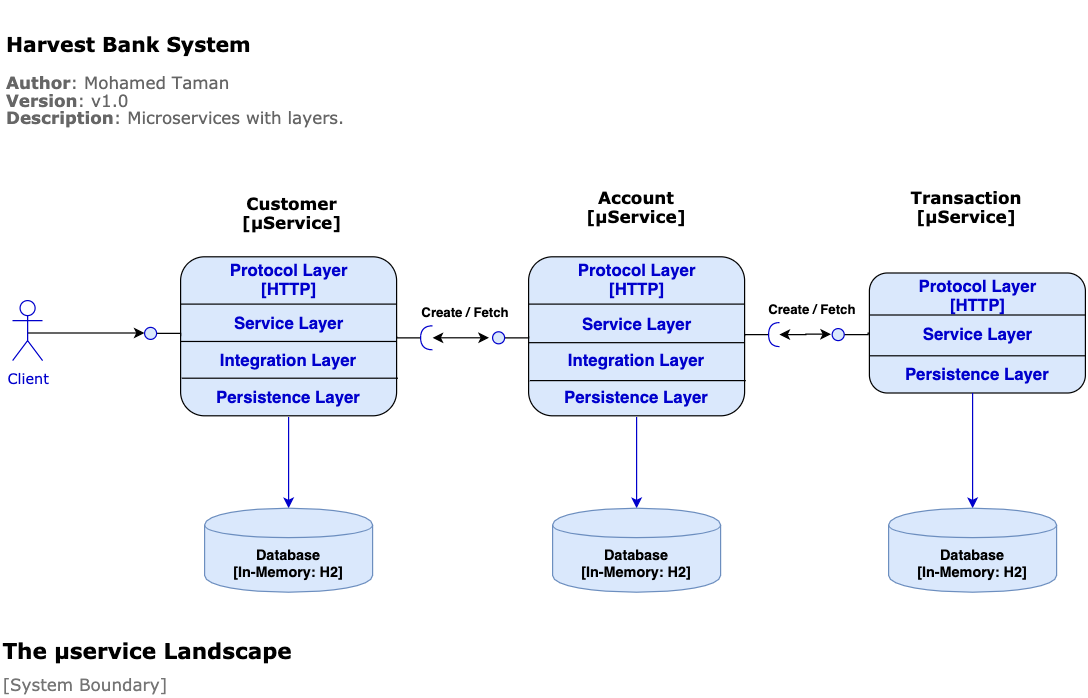 Harvest Bank System
Author: Mohamed Taman
Version: v1.0
Description: Microservices with layers.
Customer
[µService]
Account
[µService]
Transaction
[µService]
Protocol Layer
[HTTP]
Service Layer
Integration Layer
Persistence Layer
Create / Fetch
Protocol Layer
[HTTP]
Service Layer
Integration Layer
Persistence Layer
Create / Fetch
Protocol Layer
[HTTP]
Service Layer
Persistence Layer
Client
Database
[In-Memory: H2]
Database
[In-Memory: H2]
Database
[In-Memory: H2]
The µservice Landscape
[System Boundary]